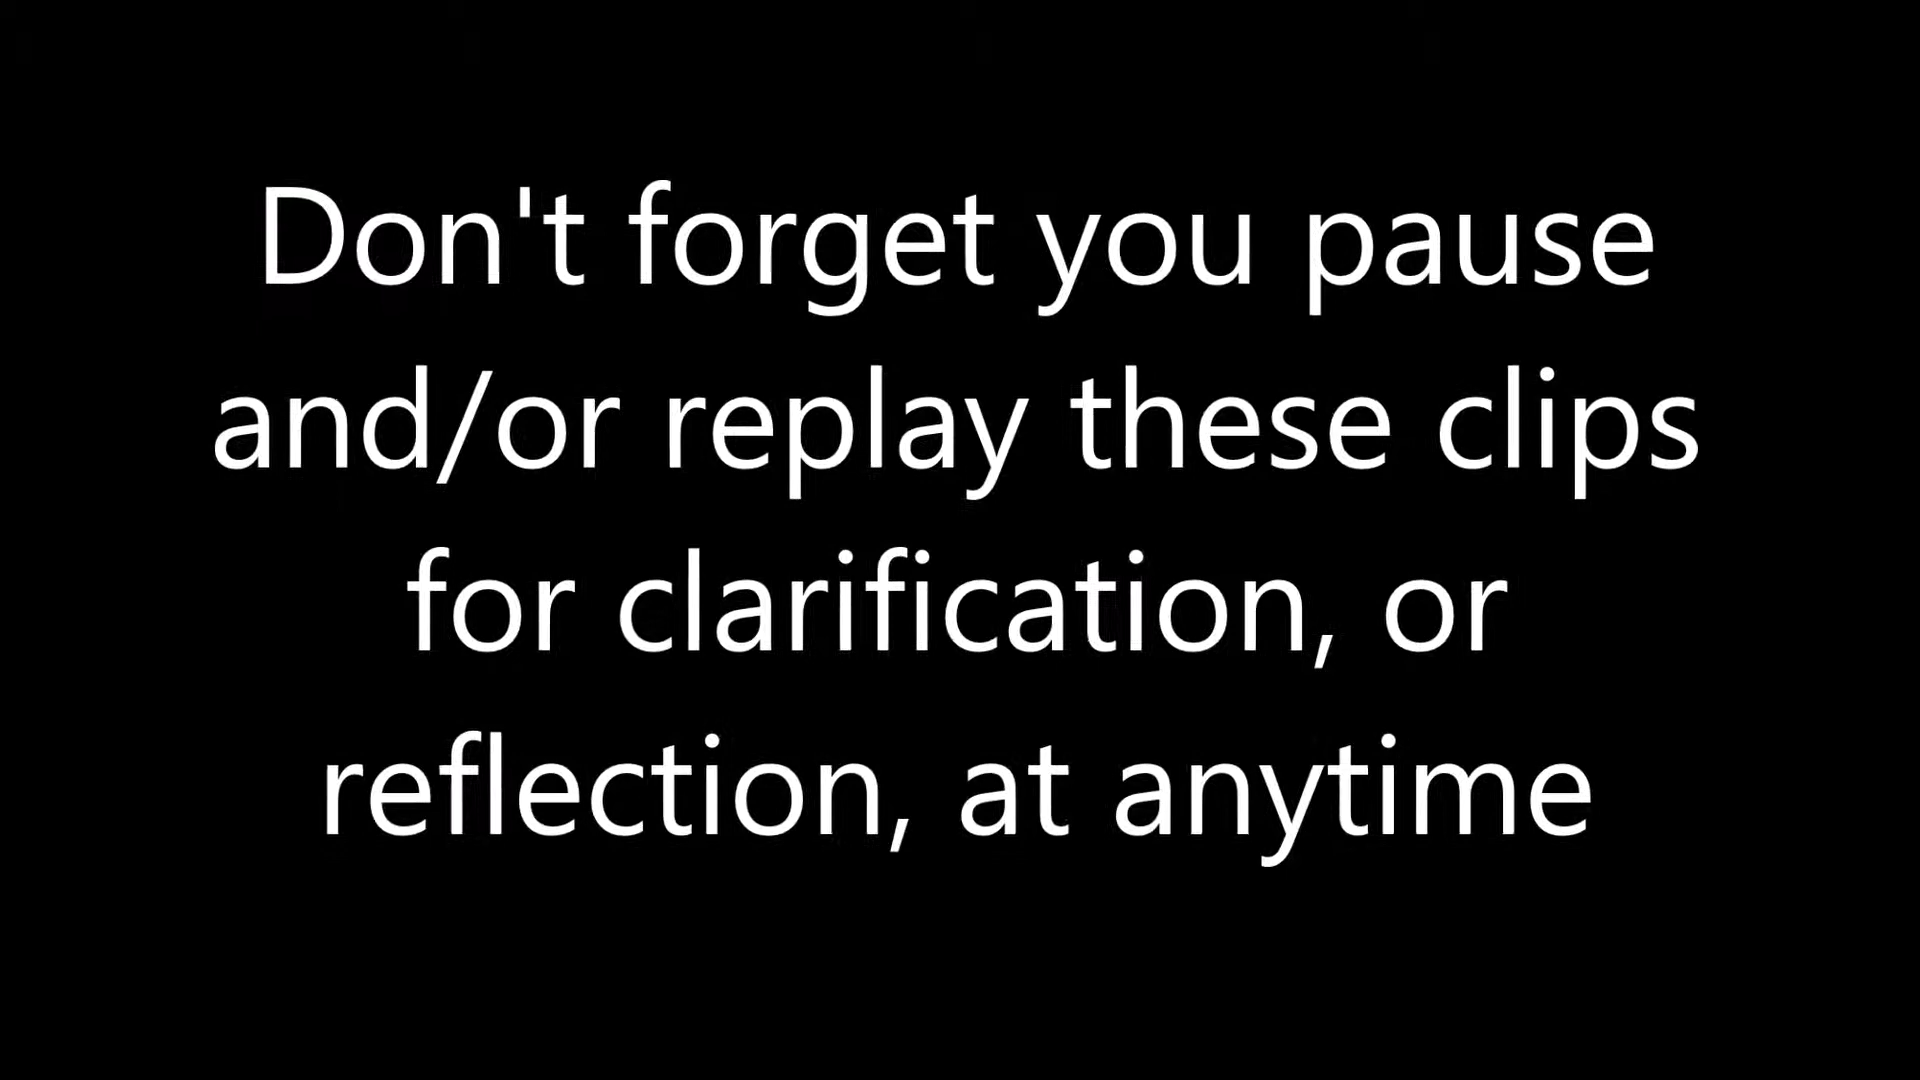 Don't forget you pause
and/or replay these clips
for clarification, or
reflection, at anytime